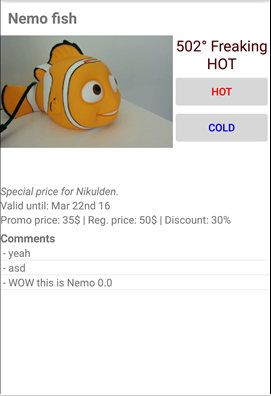 Nemo fish
502° Freaking
HOT
HOT
COLD
Special price for Nikulden.
Valid until: Mar 22nd 16
Promo price: 35$ | Reg. price: 50$ | Discount: 30%
Comments
- yeah
- asd
- WOW this is Nemo 0.0